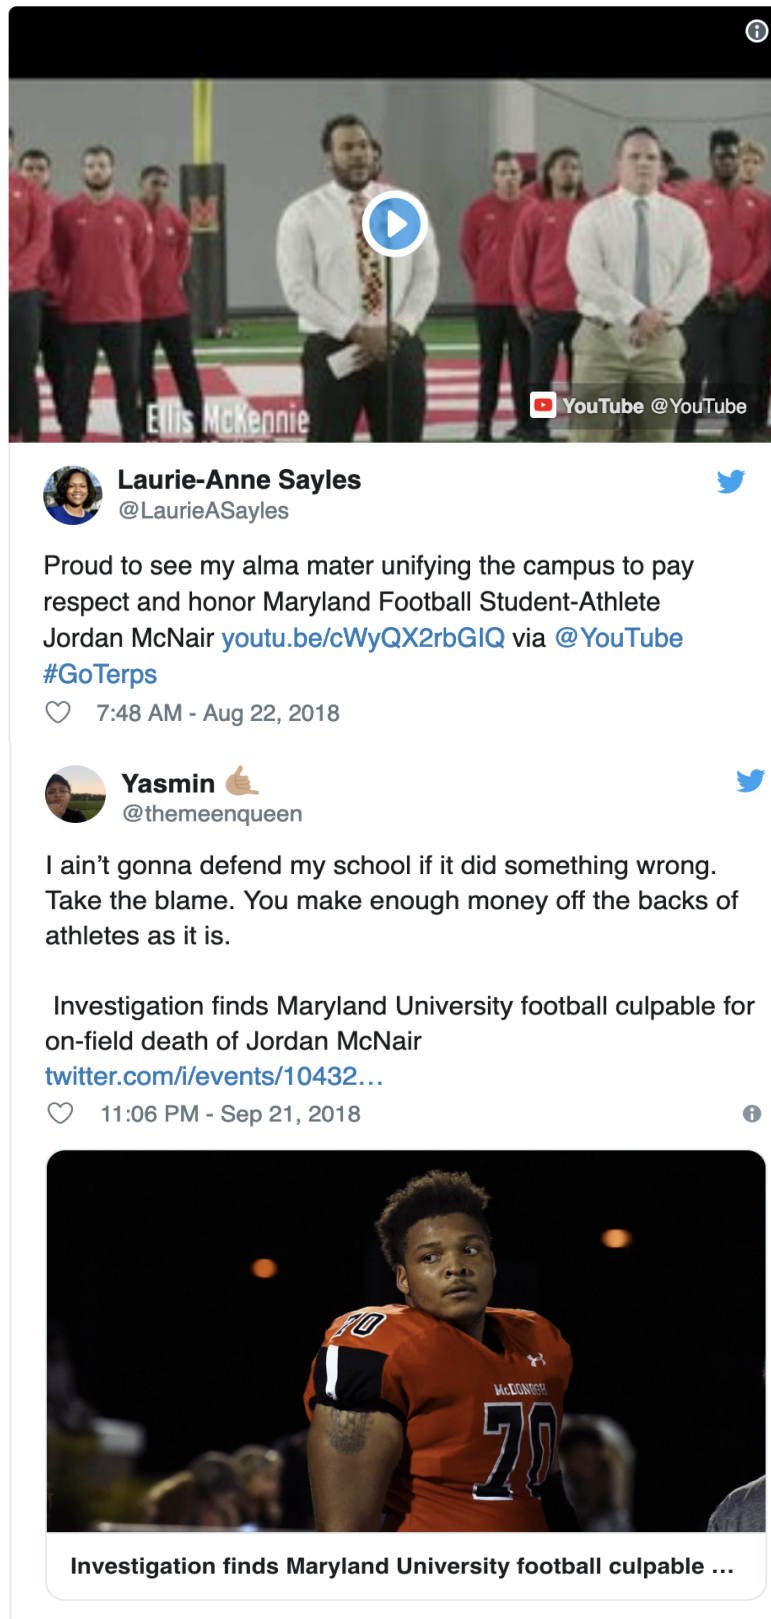 Ellis McKennie
YouTube @YouTube
Laurie-Anne Sayles
@LaurieASayles
Proud to see my alma mater unifying the campus to pay
respect and honor Maryland Football Student-Athlete
Jordan McNair youtu.be/cWyQX2rbGIQ via @YouTube
#GoTerps
7:48 AM - Aug 22, 2018
Yasmin 🤙🏼
@themeenqueen
I ain’t gonna defend my school if it did something wrong.
Take the blame. You make enough money off the backs of
athletes as it is.
Investigation finds Maryland University football culpable for
on-field death of Jordan McNair
twitter.com/i/events/10432…
11:06 PM - Sep 21, 2018
70
McDONOGH
70
Investigation finds Maryland University football culpable ...